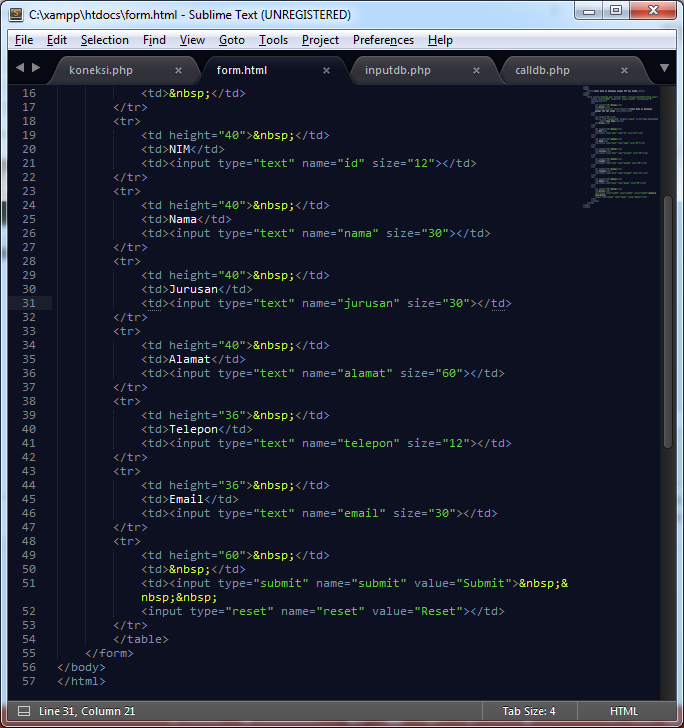 C:\xampp\htdocs\form.html - Sublime Text (UNREGISTERED)
File Edit Selection Find View Goto Tools Project Preferences Help
koneksi.php × form.html × inputdb.php × calldb.php ×
16 <td>&nbsp;</td>
17 </tr>
18 <tr>
19 <td height="40">&nbsp;</td>
20 <td>NIM</td>
21 <td><input type="text" name="id" size="12"></td>
22 </tr>
23 <tr>
24 <td height="40">&nbsp;</td>
25 <td>Nama</td>
26 <td><input type="text" name="nama" size="30"></td>
27 </tr>
28 <tr>
29 <td height="40">&nbsp;</td>
30 <td>Jurusan</td>
31 <td><input type="text" name="jurusan" size="30"></td>
32 </tr>
33 <tr>
34 <td height="40">&nbsp;</td>
35 <td>Alamat</td>
36 <td><input type="text" name="alamat" size="60"></td>
37 </tr>
38 <tr>
39 <td height="36">&nbsp;</td>
40 <td>Telepon</td>
41 <td><input type="text" name="telepon" size="12"></td>
42 </tr>
43 <tr>
44 <td height="36">&nbsp;</td>
45 <td>Email</td>
46 <td><input type="text" name="email" size="30"></td>
47 </tr>
48 <tr>
49 <td height="60">&nbsp;</td>
50 <td>&nbsp;</td>
51 <td><input type="submit" name="submit" value="Submit">&nbsp;&
nbsp;&nbsp;
52 <input type="reset" name="reset" value="Reset"></td>
53 </tr>
54 </table>
55 </form>
56 </body>
57 </html>
Line 31, Column 21 Tab Size: 4 HTML